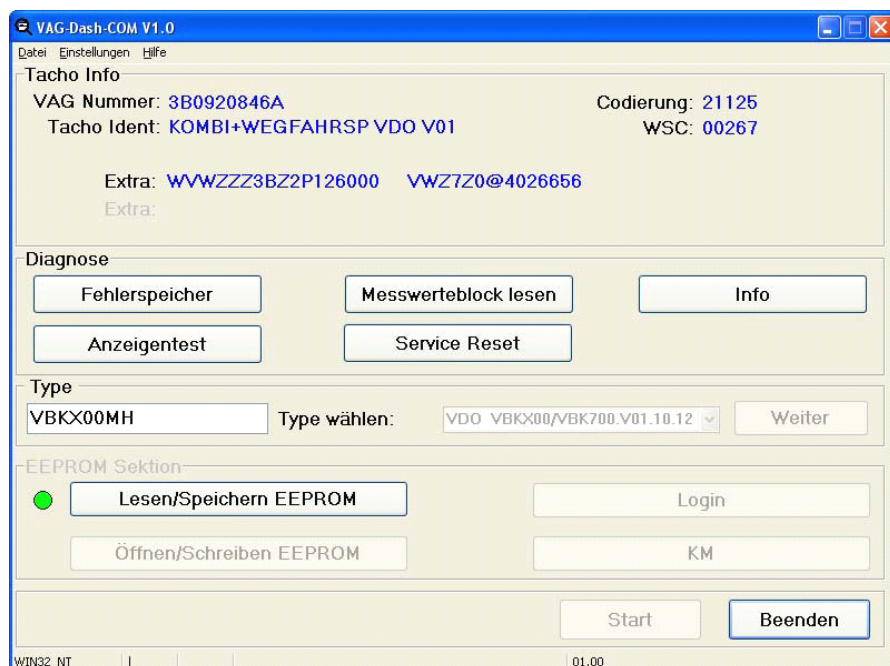 VAG-Dash-COM V1.0
Datei Einstellungen Hilfe
Tacho Info
VAG Nummer: 3B0920846A Codierung: 21125
Tacho Ident: KOMBI+WEGFAHRSP VDO V01 WSC: 00267
Extra: WVWZZZ3BZ2P126000 VWZ7Z0@4026656
Extra:
Diagnose
Fehlerspeicher Messwerteblock lesen Info
Anzeigentest Service Reset
Type
VBKX00MH Type wählen: VDO VBKX00/VBK700.V01.10.12 Weiter
EEPROM Sektion
Lesen/Speichern EEPROM Login
Öffnen/Schreiben EEPROM KM
Start Beenden
WIN32_NT 01.00